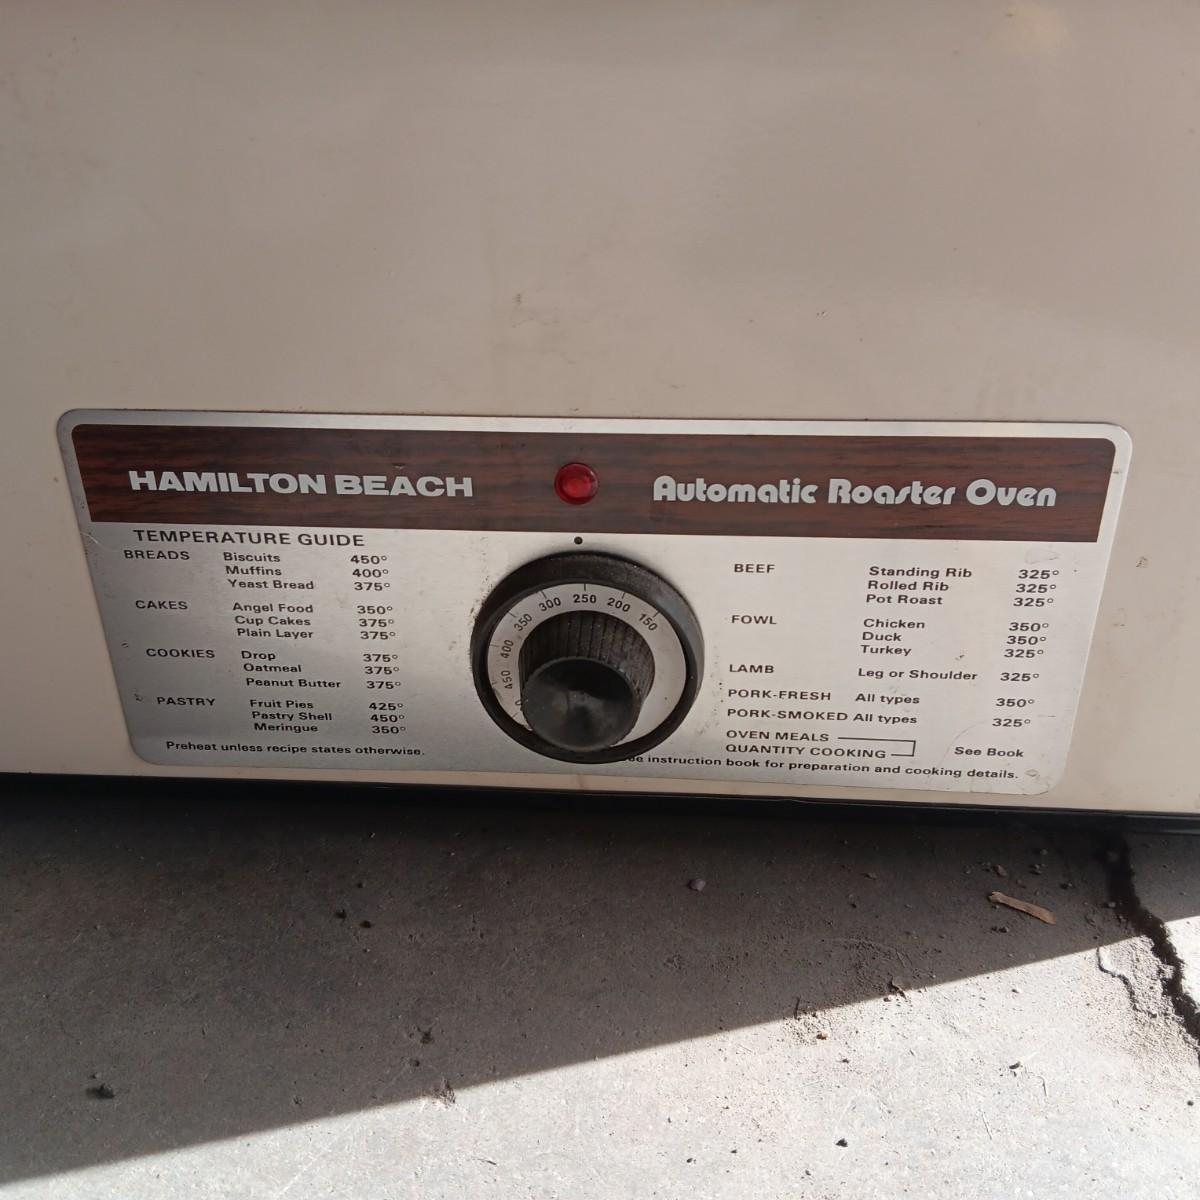 HAMILTON BEACH
Automatic Roaster Oven
TEMPERATURE GUIDE
BREADS Biscuits 450°
Muffins 400°
Yeast Bread 375°
CAKES Angel Food 350°
Cup Cakes 375°
Plain Layer 375°
COOKIES Drop 375°
Oatmeal 375°
Peanut Butter 375°
PASTRY Fruit Pies 425°
Pastry Shell 450°
Meringue 350°
Preheat unless recipe states otherwise.
450 400 350 300 250 200 150
BEEF Standing Rib 325°
Rolled Rib 325°
Pot Roast 325°
FOWL Chicken 350°
Duck 350°
Turkey 325°
LAMB Leg or Shoulder 325°
PORK-FRESH All types 350°
PORK-SMOKED All types 325°
OVEN MEALS
QUANTITY COOKING See Book
instruction book for preparation and cooking details.